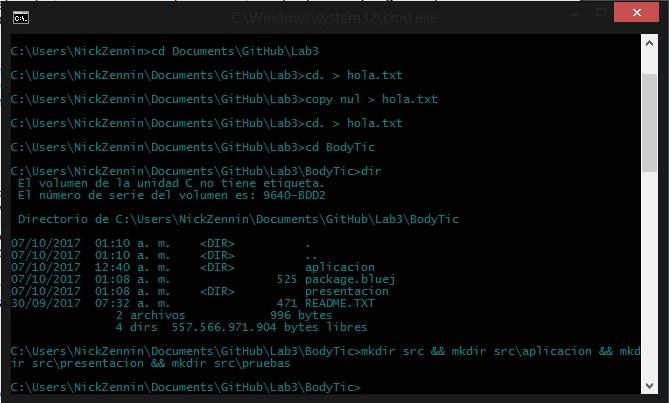 C:\Windows\system32\cmd.exe
C:\Users\NickZennin>cd Documents\GitHub\Lab3
C:\Users\NickZennin\Documents\GitHub\Lab3>cd. > hola.txt
C:\Users\NickZennin\Documents\GitHub\Lab3>copy nul > hola.txt
C:\Users\NickZennin\Documents\GitHub\Lab3>cd. > hola.txt
C:\Users\NickZennin\Documents\GitHub\Lab3>cd BodyTic
C:\Users\NickZennin\Documents\GitHub\Lab3\BodyTic>dir
 El volumen de la unidad C no tiene etiqueta.
 El número de serie del volumen es: 9640-BDD2
 Directorio de C:\Users\NickZennin\Documents\GitHub\Lab3\BodyTic
07/10/2017  01:10 a. m.    <DIR>          .
07/10/2017  01:10 a. m.    <DIR>          ..
07/10/2017  12:40 a. m.    <DIR>          aplicacion
07/10/2017  01:08 a. m.               525 package.bluej
07/10/2017  01:08 a. m.    <DIR>          presentacion
30/09/2017  07:32 a. m.               471 README.TXT
               2 archivos            996 bytes
               4 dirs  557.566.971.904 bytes libres
C:\Users\NickZennin\Documents\GitHub\Lab3\BodyTic>mkdir src && mkdir src\aplicacion && mkd
ir src\presentacion && mkdir src\pruebas
C:\Users\NickZennin\Documents\GitHub\Lab3\BodyTic>